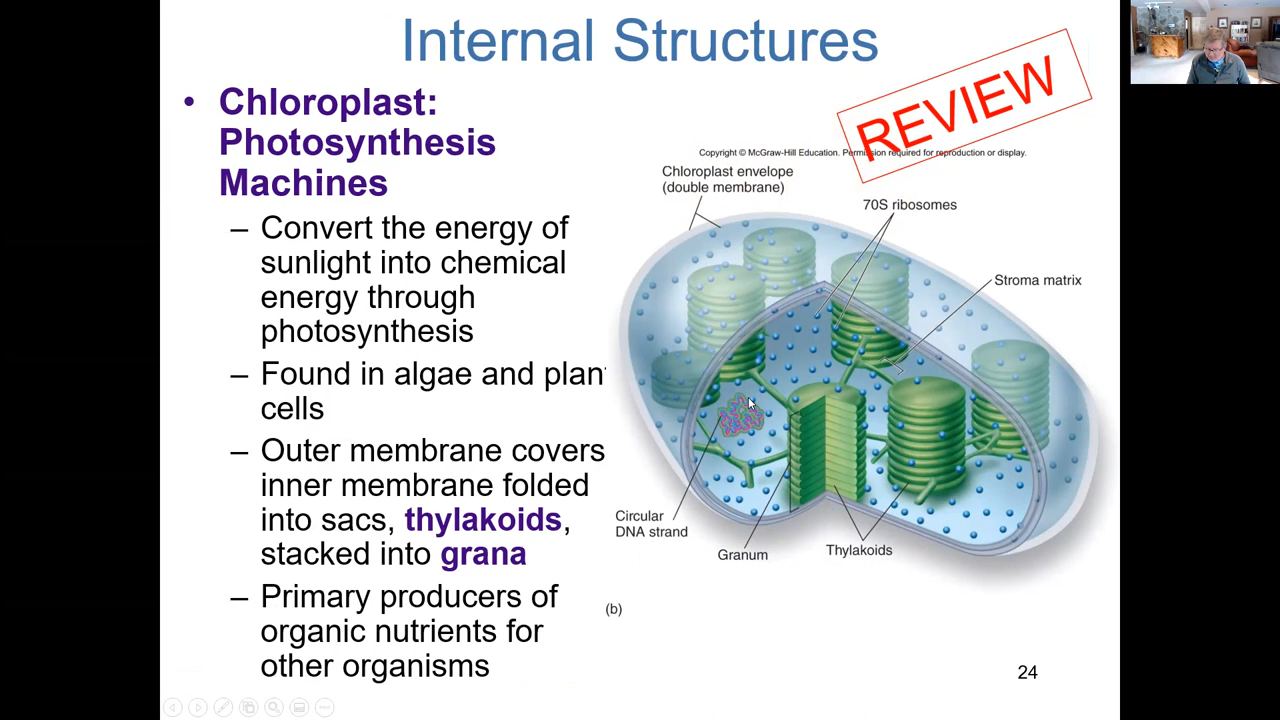 Internal Structures
REVIEW
• Chloroplast:
Photosynthesis
Machines
– Convert the energy of
sunlight into chemical
energy through
photosynthesis
– Found in algae and plant
cells
– Outer membrane covers
inner membrane folded
into sacs, thylakoids,
stacked into grana
– Primary producers of
organic nutrients for
other organisms
Copyright © McGraw-Hill Education. Permission required for reproduction or display.
Chloroplast envelope
(double membrane)
70S ribosomes
Stroma matrix
Circular
DNA strand
Granum
Thylakoids
(b)
24